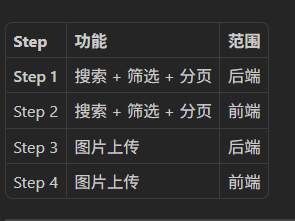 Step 功能 范围
Step 1 搜索 + 筛选 + 分页 后端
Step 2 搜索 + 筛选 + 分页 前端
Step 3 图片上传 后端
Step 4 图片上传 前端